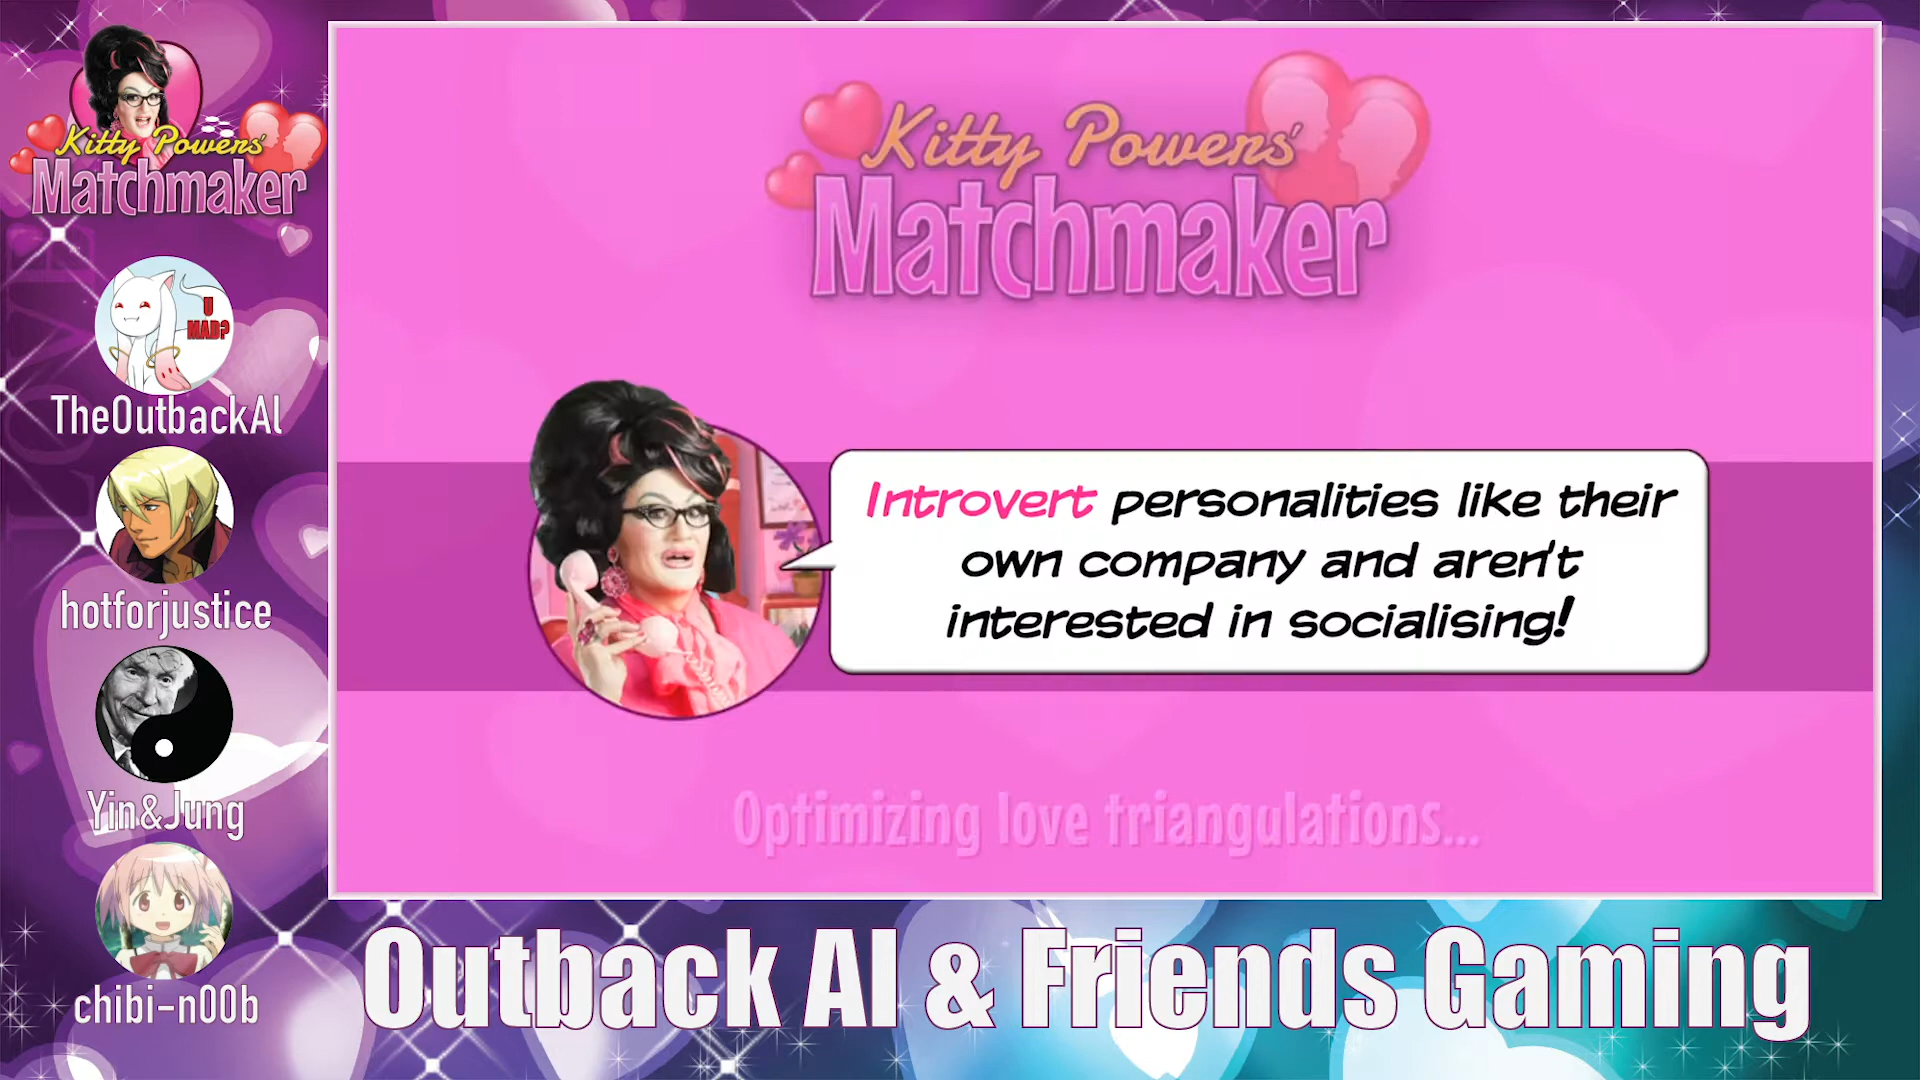 Kitty Powers'
Matchmaker
U
MAD?
TheOutbackAl
hotforjustice
Yin&Jung
chibi-n00b
Kitty Powers'
Matchmaker
Introvert personalities like their
own company and aren't
interested in socialising!
Optimizing love triangulations...
Outback Al & Friends Gaming